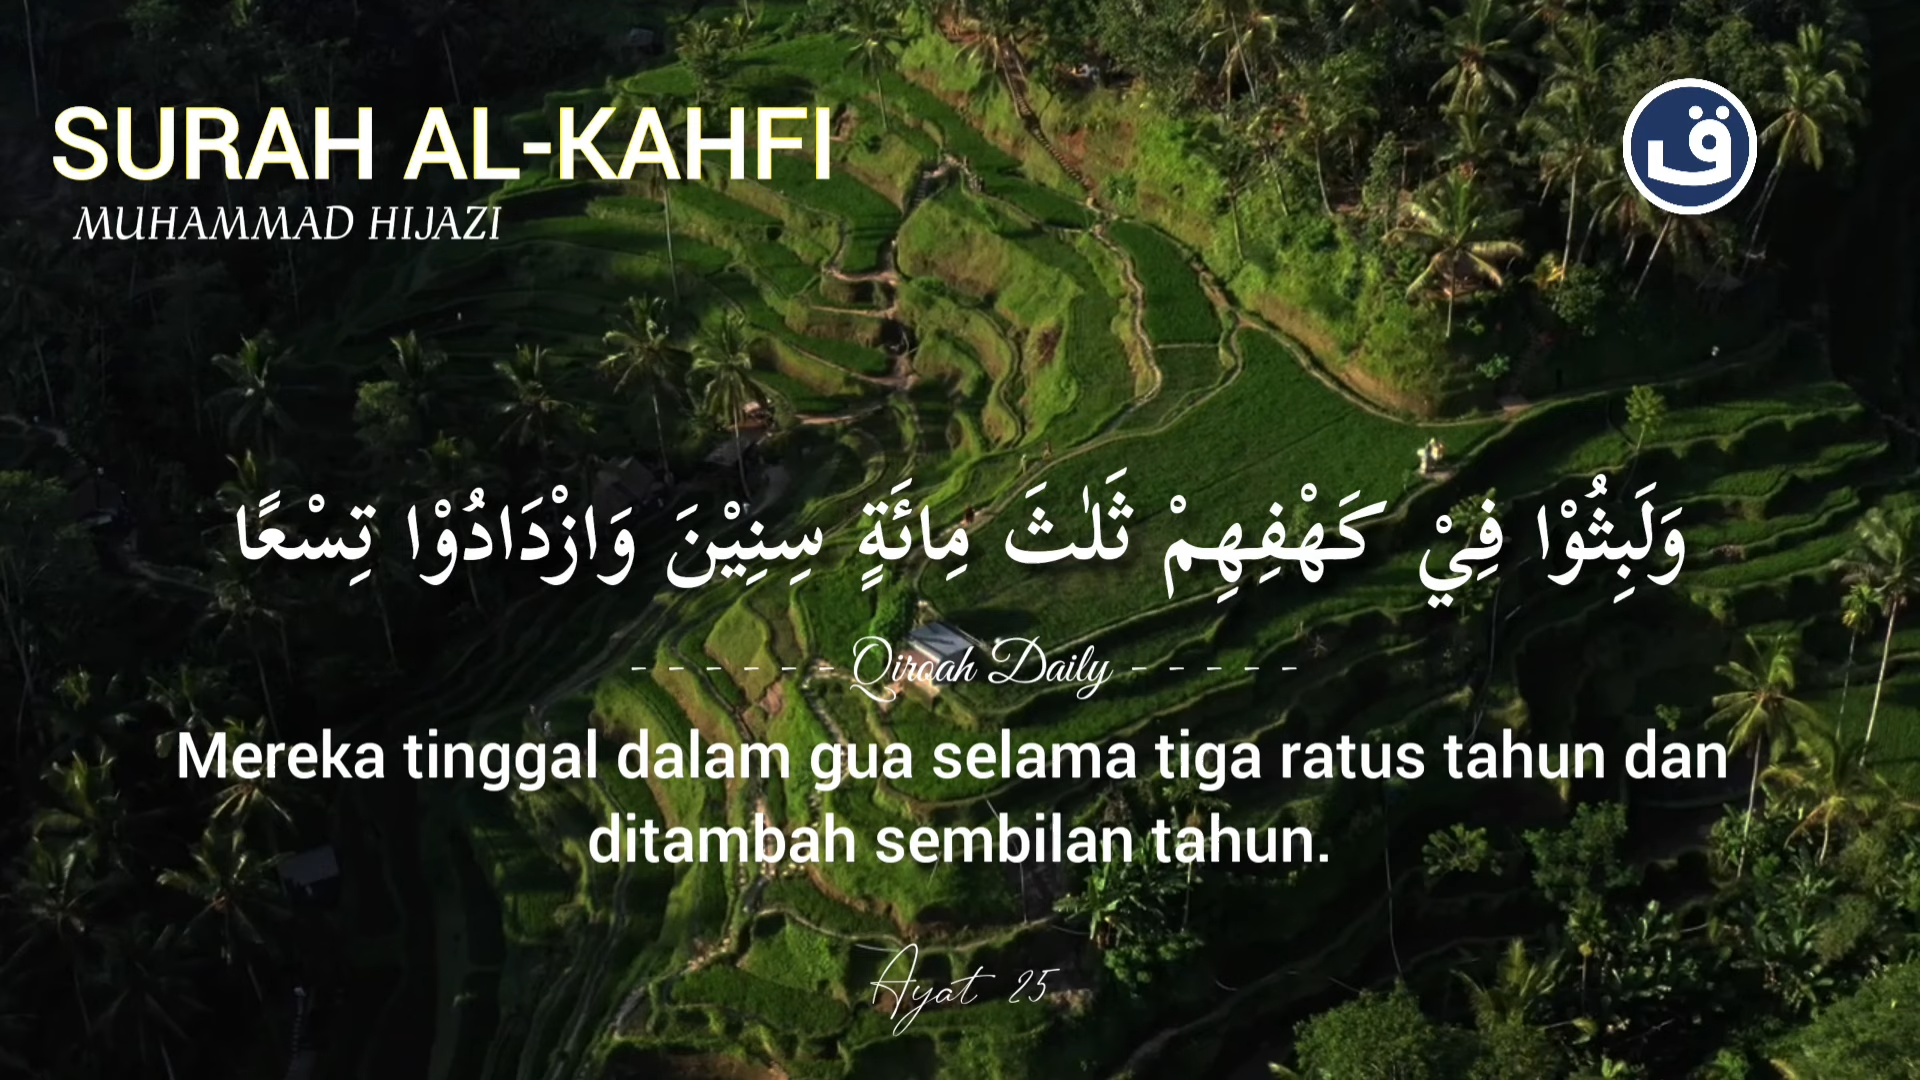 SURAH AL-KAHFI
MUHAMMAD HIJAZI
ق
وَلَبِثُوْا فِيْ كَهْفِهِمْ ثَلٰثَ مِائَةٍ سِنِيْنَ وَازْدَادُوْا تِسْعًا
- - - - - - Qiroah Daily - - - - -
Mereka tinggal dalam gua selama tiga ratus tahun dan
ditambah sembilan tahun.
Ayat 25